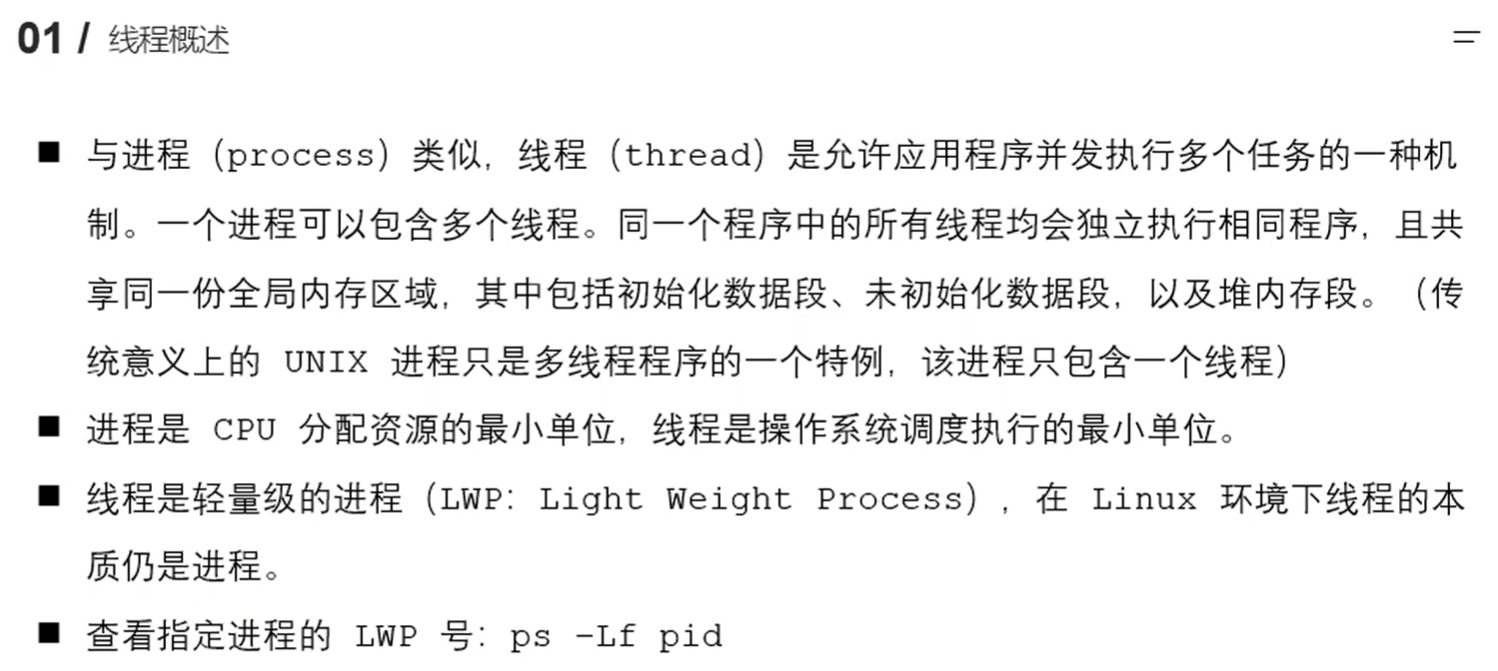 01 / 线程概述
■ 与进程（process）类似，线程（thread）是允许应用程序并发执行多个任务的一种机
制。一个进程可以包含多个线程。同一个程序中的所有线程均会独立执行相同程序，且共
享同一份全局内存区域，其中包括初始化数据段、未初始化数据段，以及堆内存段。（传
统意义上的 UNIX 进程只是多线程程序的一个特例，该进程只包含一个线程）
■ 进程是 CPU 分配资源的最小单位，线程是操作系统调度执行的最小单位。
■ 线程是轻量级的进程（LWP：Light Weight Process），在 Linux 环境下线程的本
质仍是进程。
■ 查看指定进程的 LWP 号：ps –Lf pid